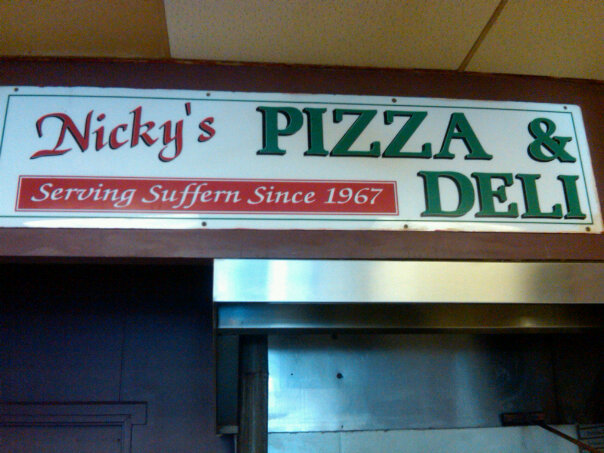 Nicky's PIZZA &
DELI
Serving Suffern Since 1967